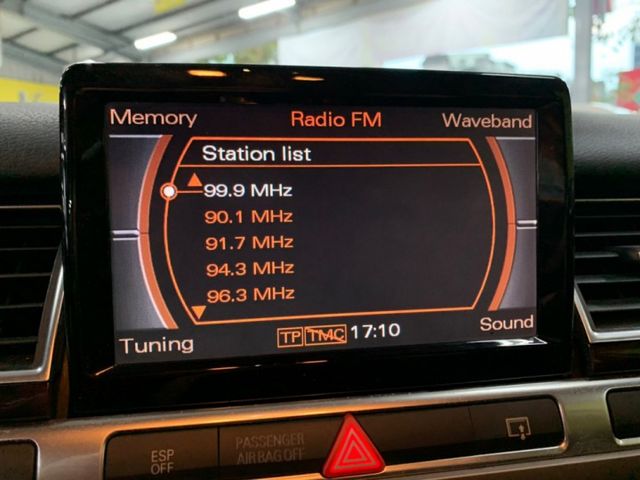 Memory
Radio FM
Waveband
Station list
99.9 MHz
90.1 MHz
91.7 MHz
94.3 MHz
96.3 MHz
Tuning
TP TMC 17:10
Sound
ESP OFF
PASSENGER AIRBAG OFF